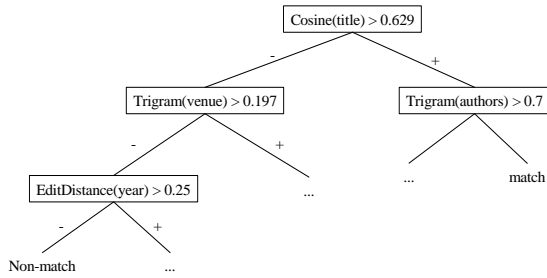 Cosine(title) > 0.629
- +
Trigram(venue) > 0.197 Trigram(authors) > 0.7
- +
... ... match
EditDistance(year) > 0.25
- +
Non-match ...